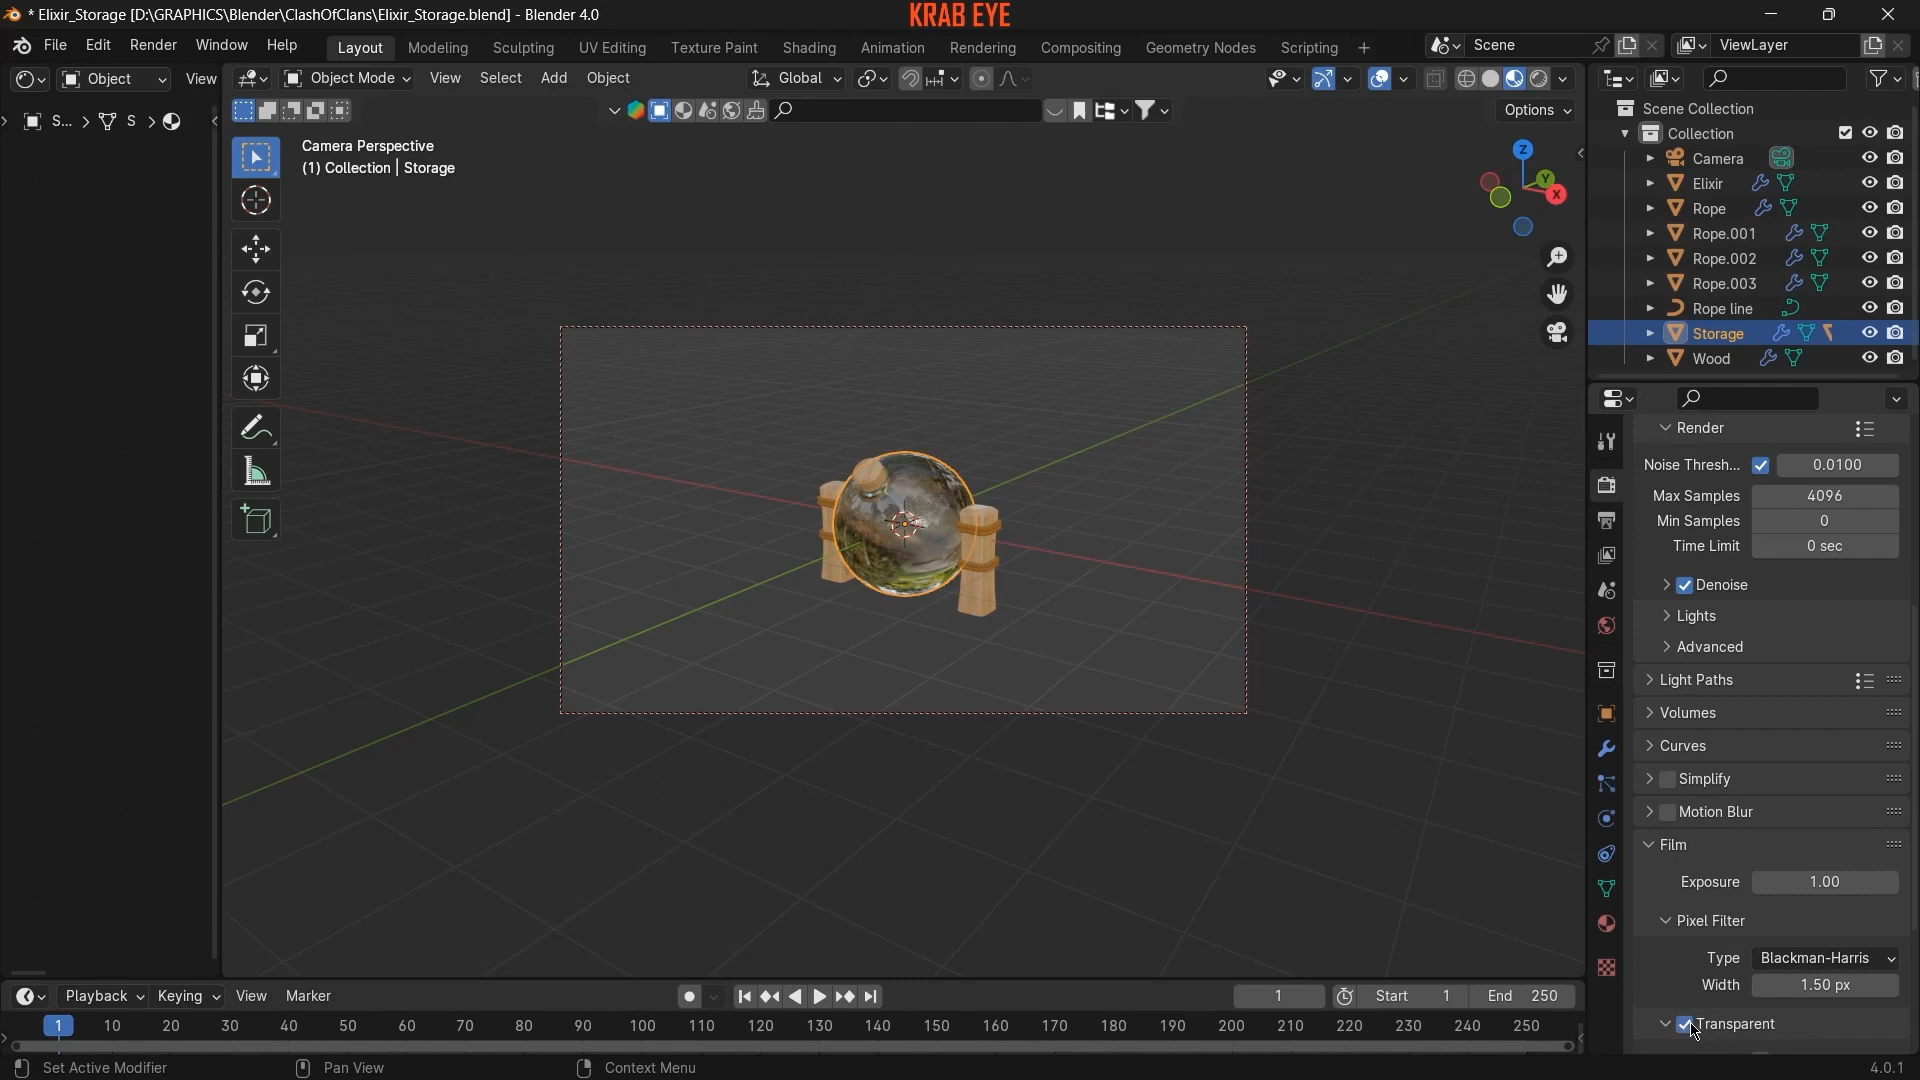 * Elixir_Storage [D:\GRAPHICS\Blender\ClashOfClans\Elixir_Storage.blend] - Blender 4.0
KRAB EYE
File Edit Render Window Help Layout Modeling Sculpting UV Editing Texture Paint Shading Animation Rendering Compositing Geometry Nodes Scripting + Scene ViewLayer
Object View Object Mode View Select Add Object Global
S... S Options
Camera Perspective
(1) Collection | Storage
Z
Y
X
Scene Collection
Collection
Camera
Elixir
Rope
Rope.001
Rope.002
Rope.003
Rope line
Storage
Wood
Render
Noise Thresh... 0.0100
Max Samples 4096
Min Samples 0
Time Limit 0 sec
Denoise
Lights
Advanced
Light Paths
Volumes
Curves
Simplify
Motion Blur
Film
Exposure 1.00
Pixel Filter
Type Blackman-Harris
Width 1.50 px
Transparent
Playback Keying View Marker 1 Start 1 End 250
1 10 20 30 40 50 60 70 80 90 100 110 120 130 140 150 160 170 180 190 200 210 220 230 240 250
Set Active Modifier Pan View Context Menu 4.0.1